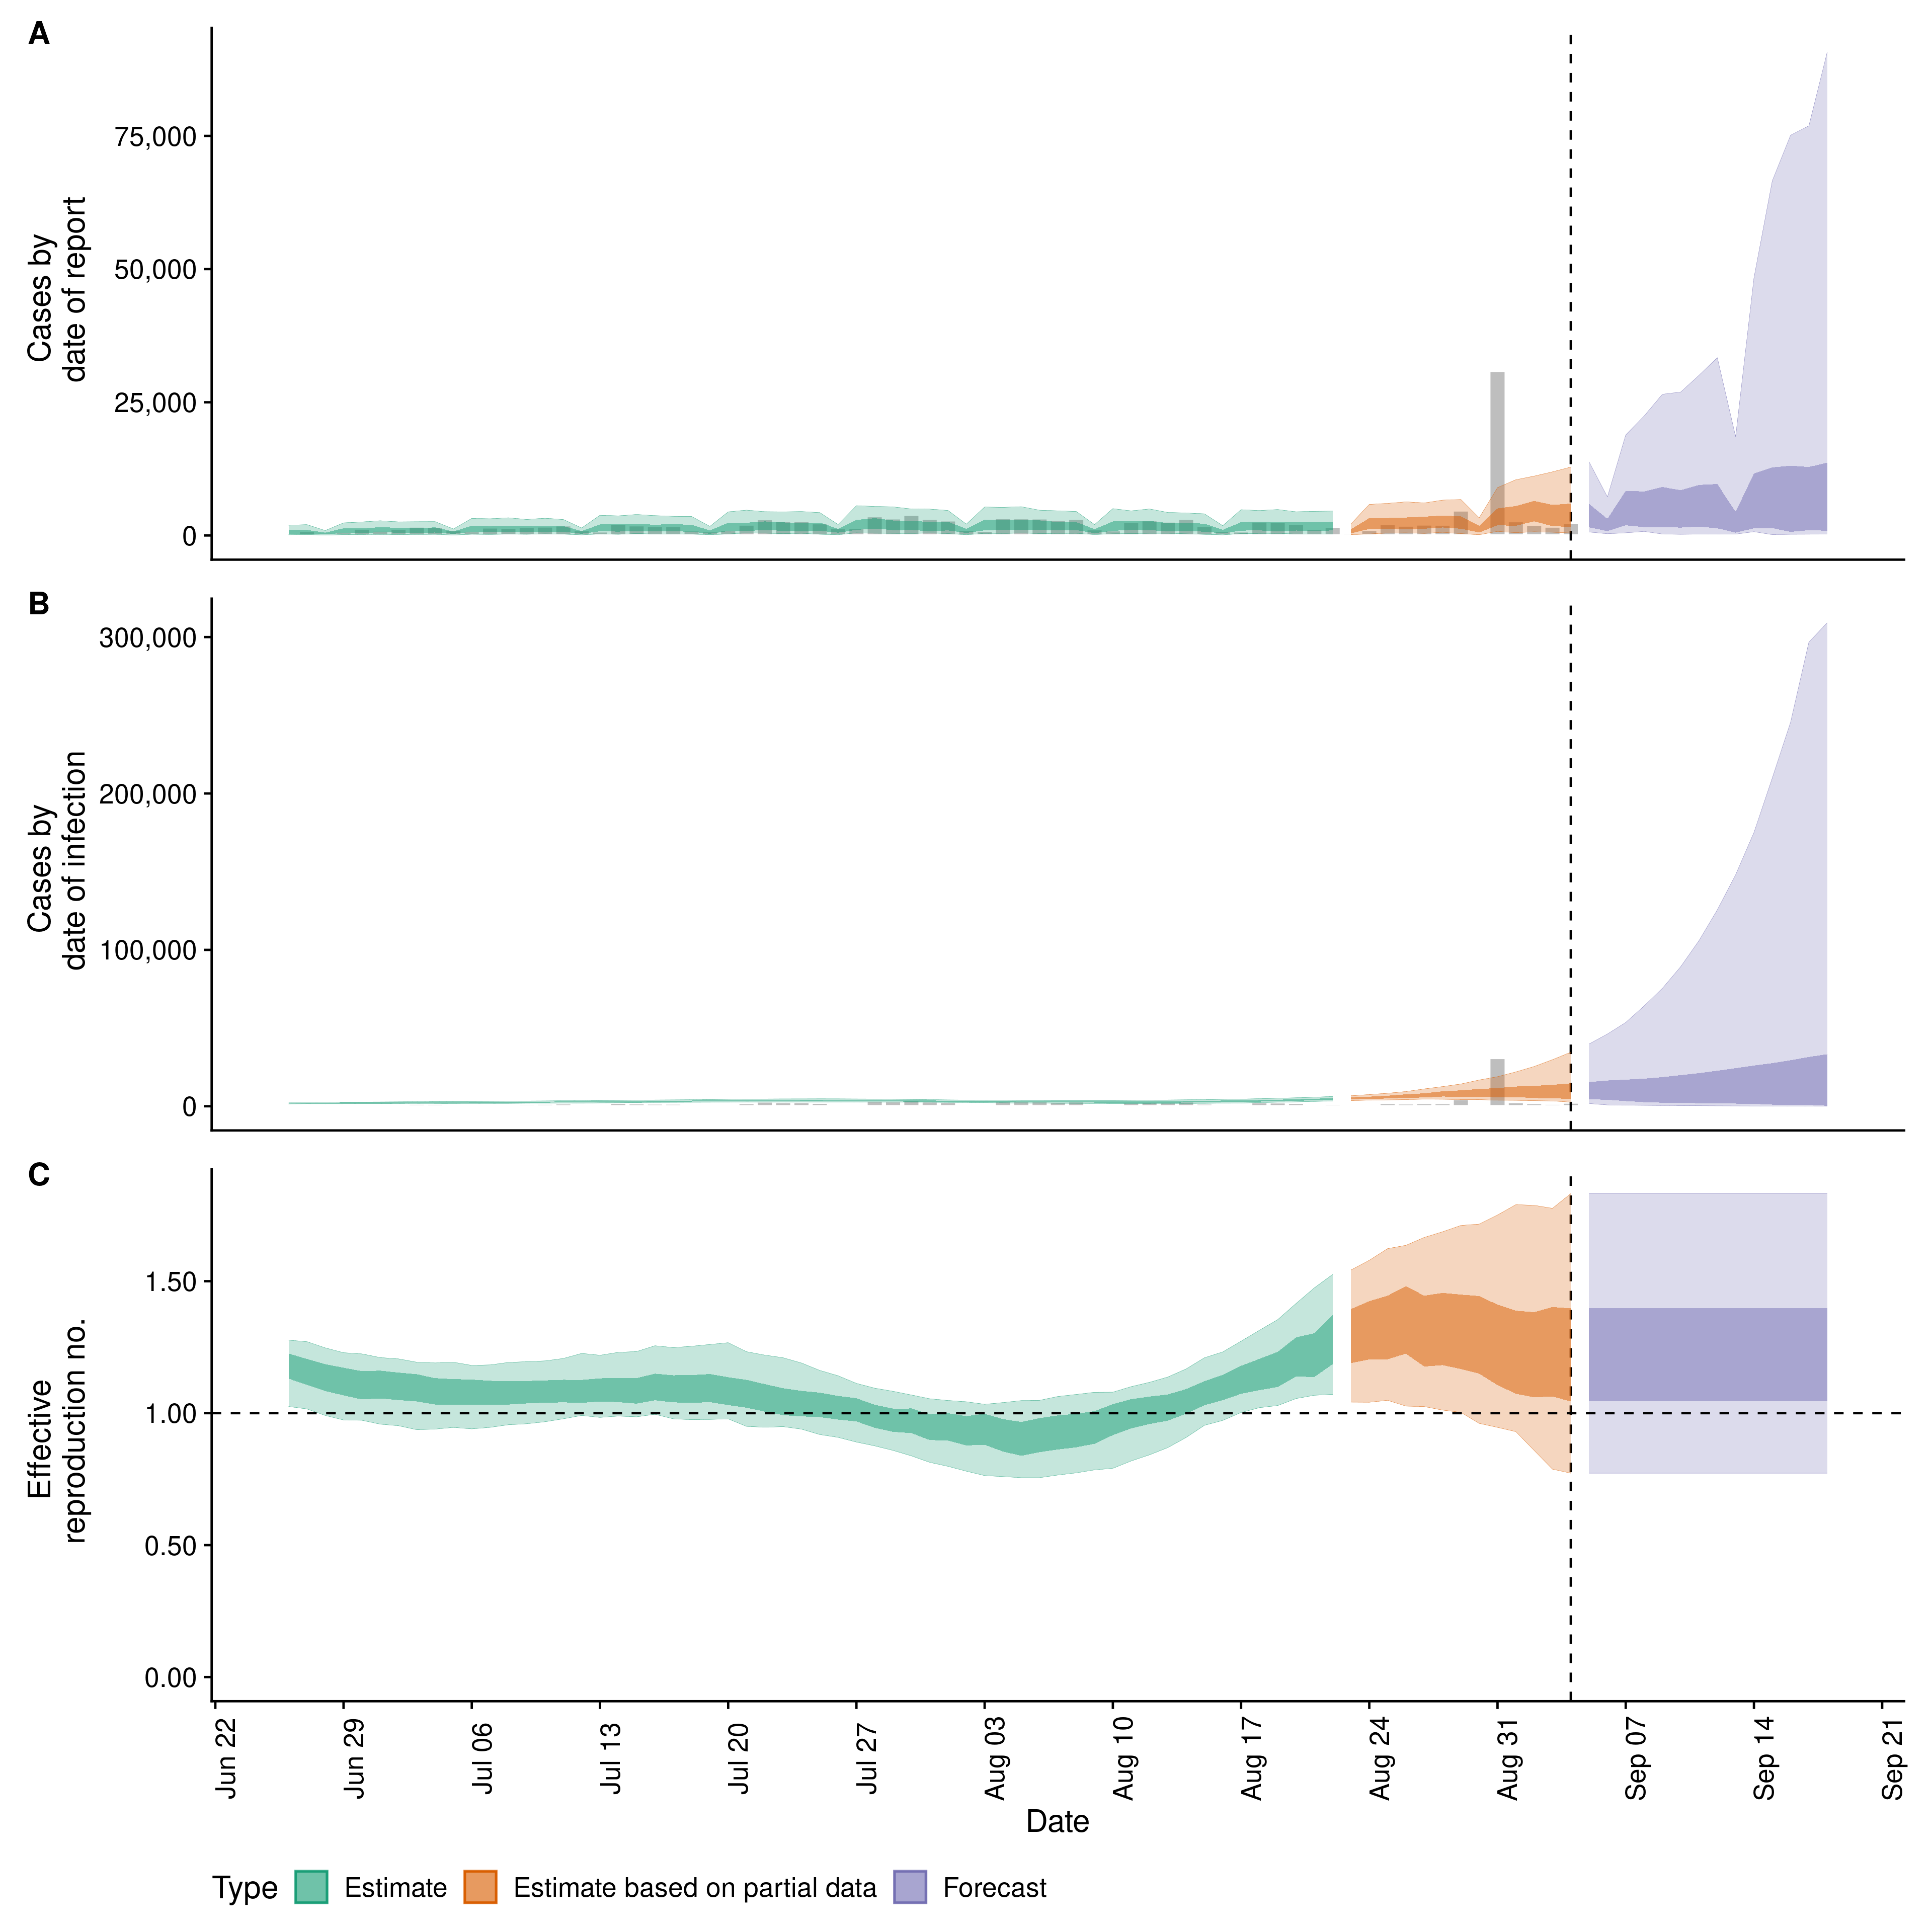 A
Cases by
date of report
75,000
50,000
25,000
0
B
Cases by
date of infection
300,000
200,000
100,000
0
C
Effective
reproduction no.
1.50
1.00
0.50
0.00
Jun 22
Jun 29
Jul 06
Jul 13
Jul 20
Jul 27
Aug 03
Aug 10
Aug 17
Aug 24
Aug 31
Sep 07
Sep 14
Sep 21
Date
Type
Estimate
Estimate based on partial data
Forecast